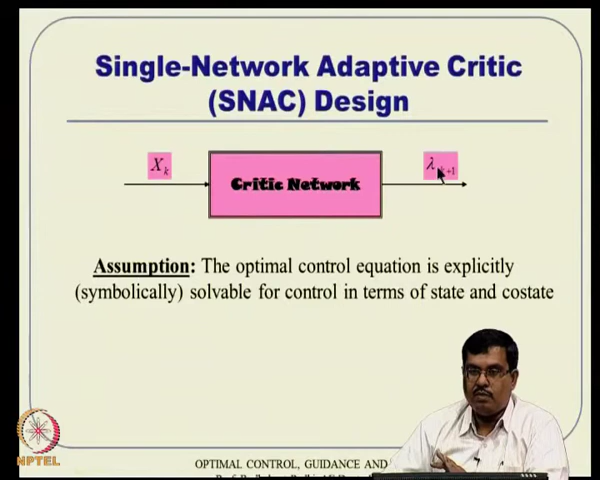 Single-Network Adaptive Critic
(SNAC) Design
X_k
Critic Network
λ_k+1
Assumption: The optimal control equation is explicitly
(symbolically) solvable for control in terms of state and costate
NPTEL
OPTIMAL CONTROL, GUIDANCE AND